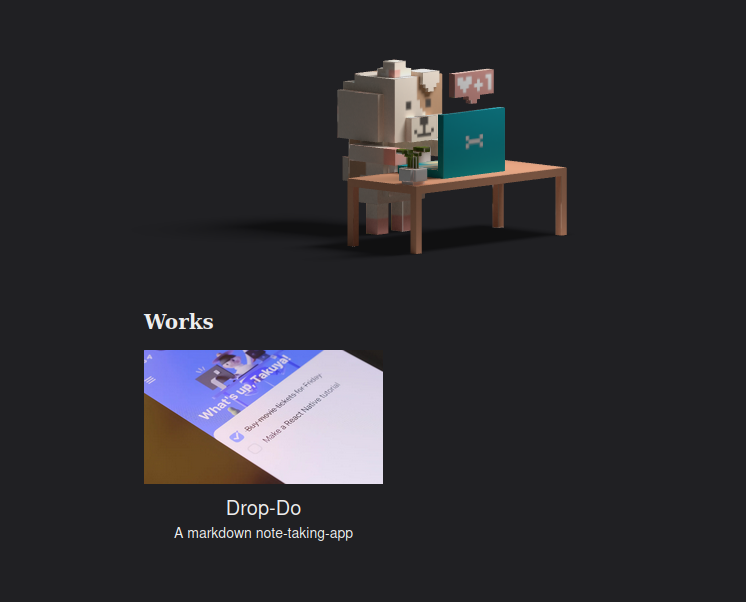 +1
Works
What's up, Takuya!
Buy movie tickets for Friday
Make a React Native tutorial
Drop-Do
A markdown note-taking-app